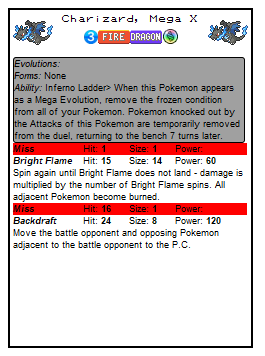 Charizard, Mega X
3 FIRE DRAGON
Evolutions:
Forms: None
Ability: Inferno Ladder> When this Pokemon appears
as a Mega Evolution, remove the frozen condition
from all of your Pokemon. Pokemon knocked out by
the Attacks of this Pokemon are temporarily removed
from the duel, returning to the bench 7 turns later.
Miss Hit: 1 Size: 1 Power:
Bright Flame Hit: 15 Size: 14 Power: 60
Spin again until Bright Flame does not land - damage is
multiplied by the number of Bright Flame spins. All
adjacent Pokemon become burned.
Miss Hit: 16 Size: 1 Power:
Backdraft Hit: 24 Size: 8 Power: 120
Move the battle opponent and opposing Pokemon
adjacent to the battle opponent to the P.C.